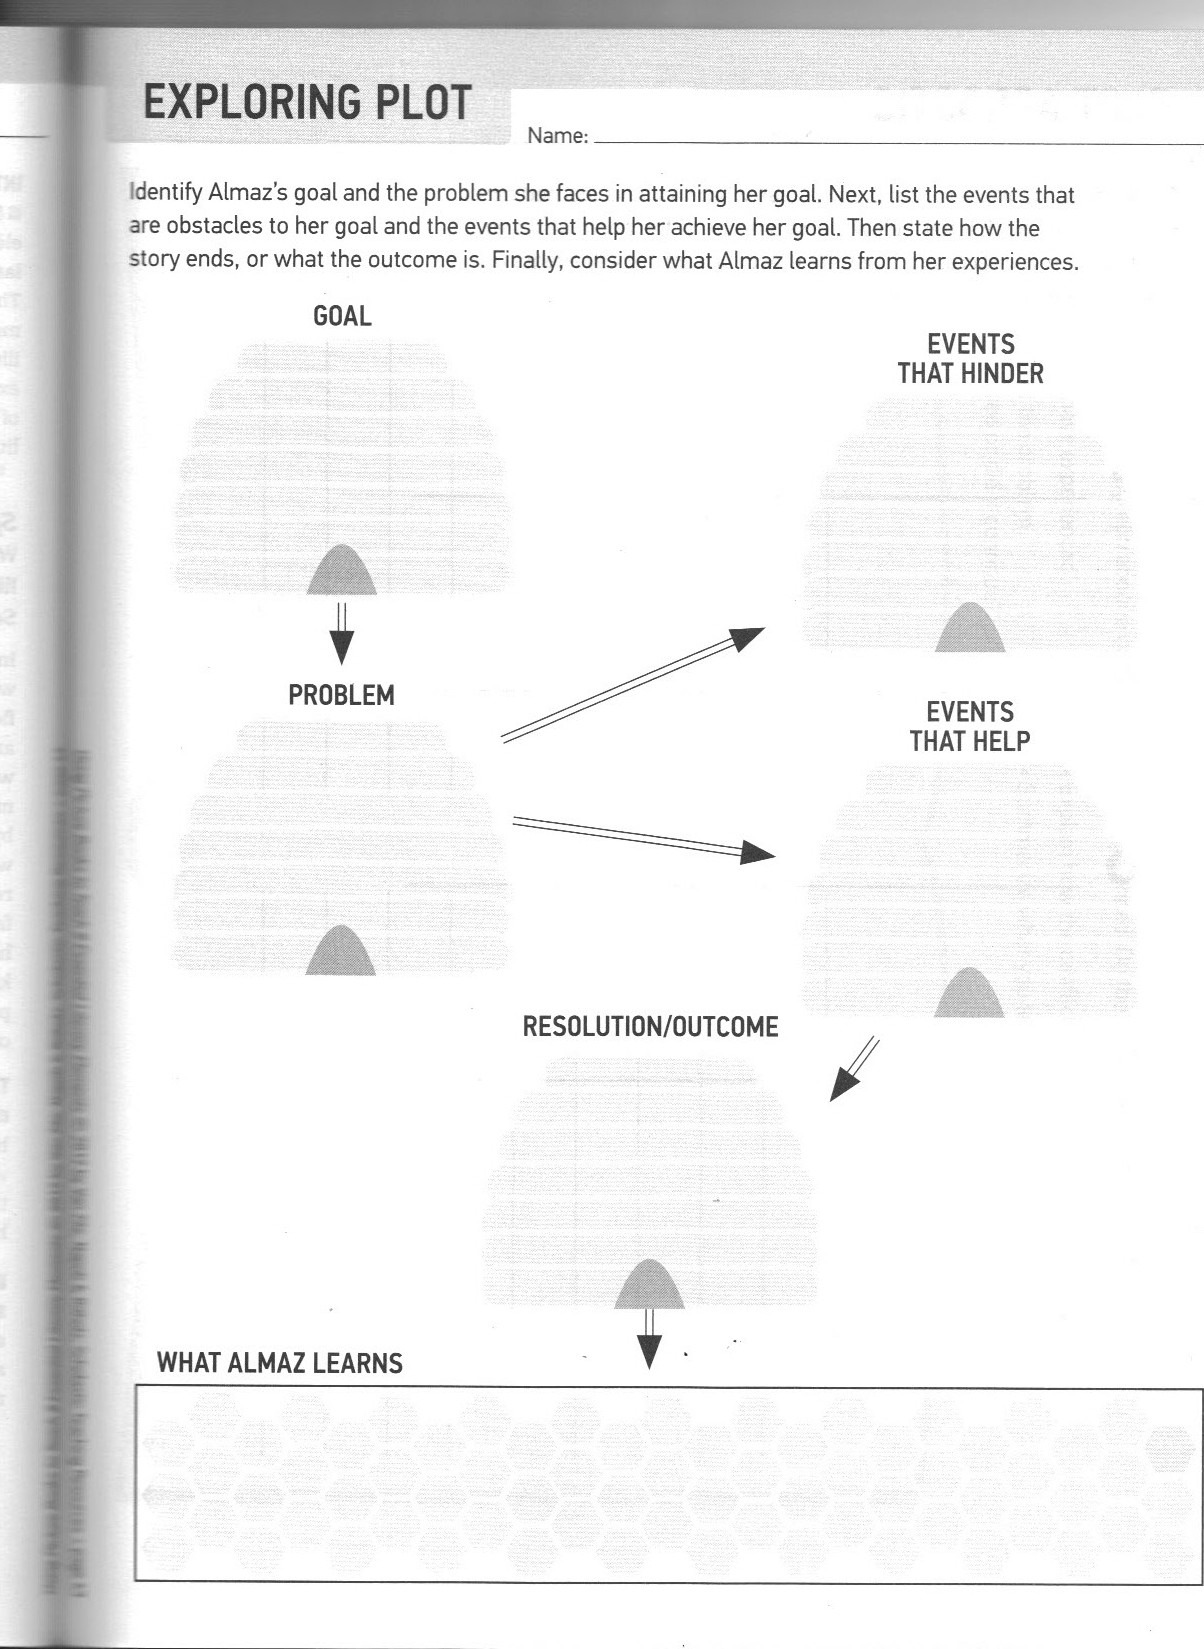 EXPLORING PLOT
Name:
Identify Almaz's goal and the problem she faces in attaining her goal. Next, list the events that
are obstacles to her goal and the events that help her achieve her goal. Then state how the
story ends, or what the outcome is. Finally, consider what Almaz learns from her experiences.
GOAL
EVENTS
THAT HINDER
PROBLEM
EVENTS
THAT HELP
RESOLUTION/OUTCOME
WHAT ALMAZ LEARNS